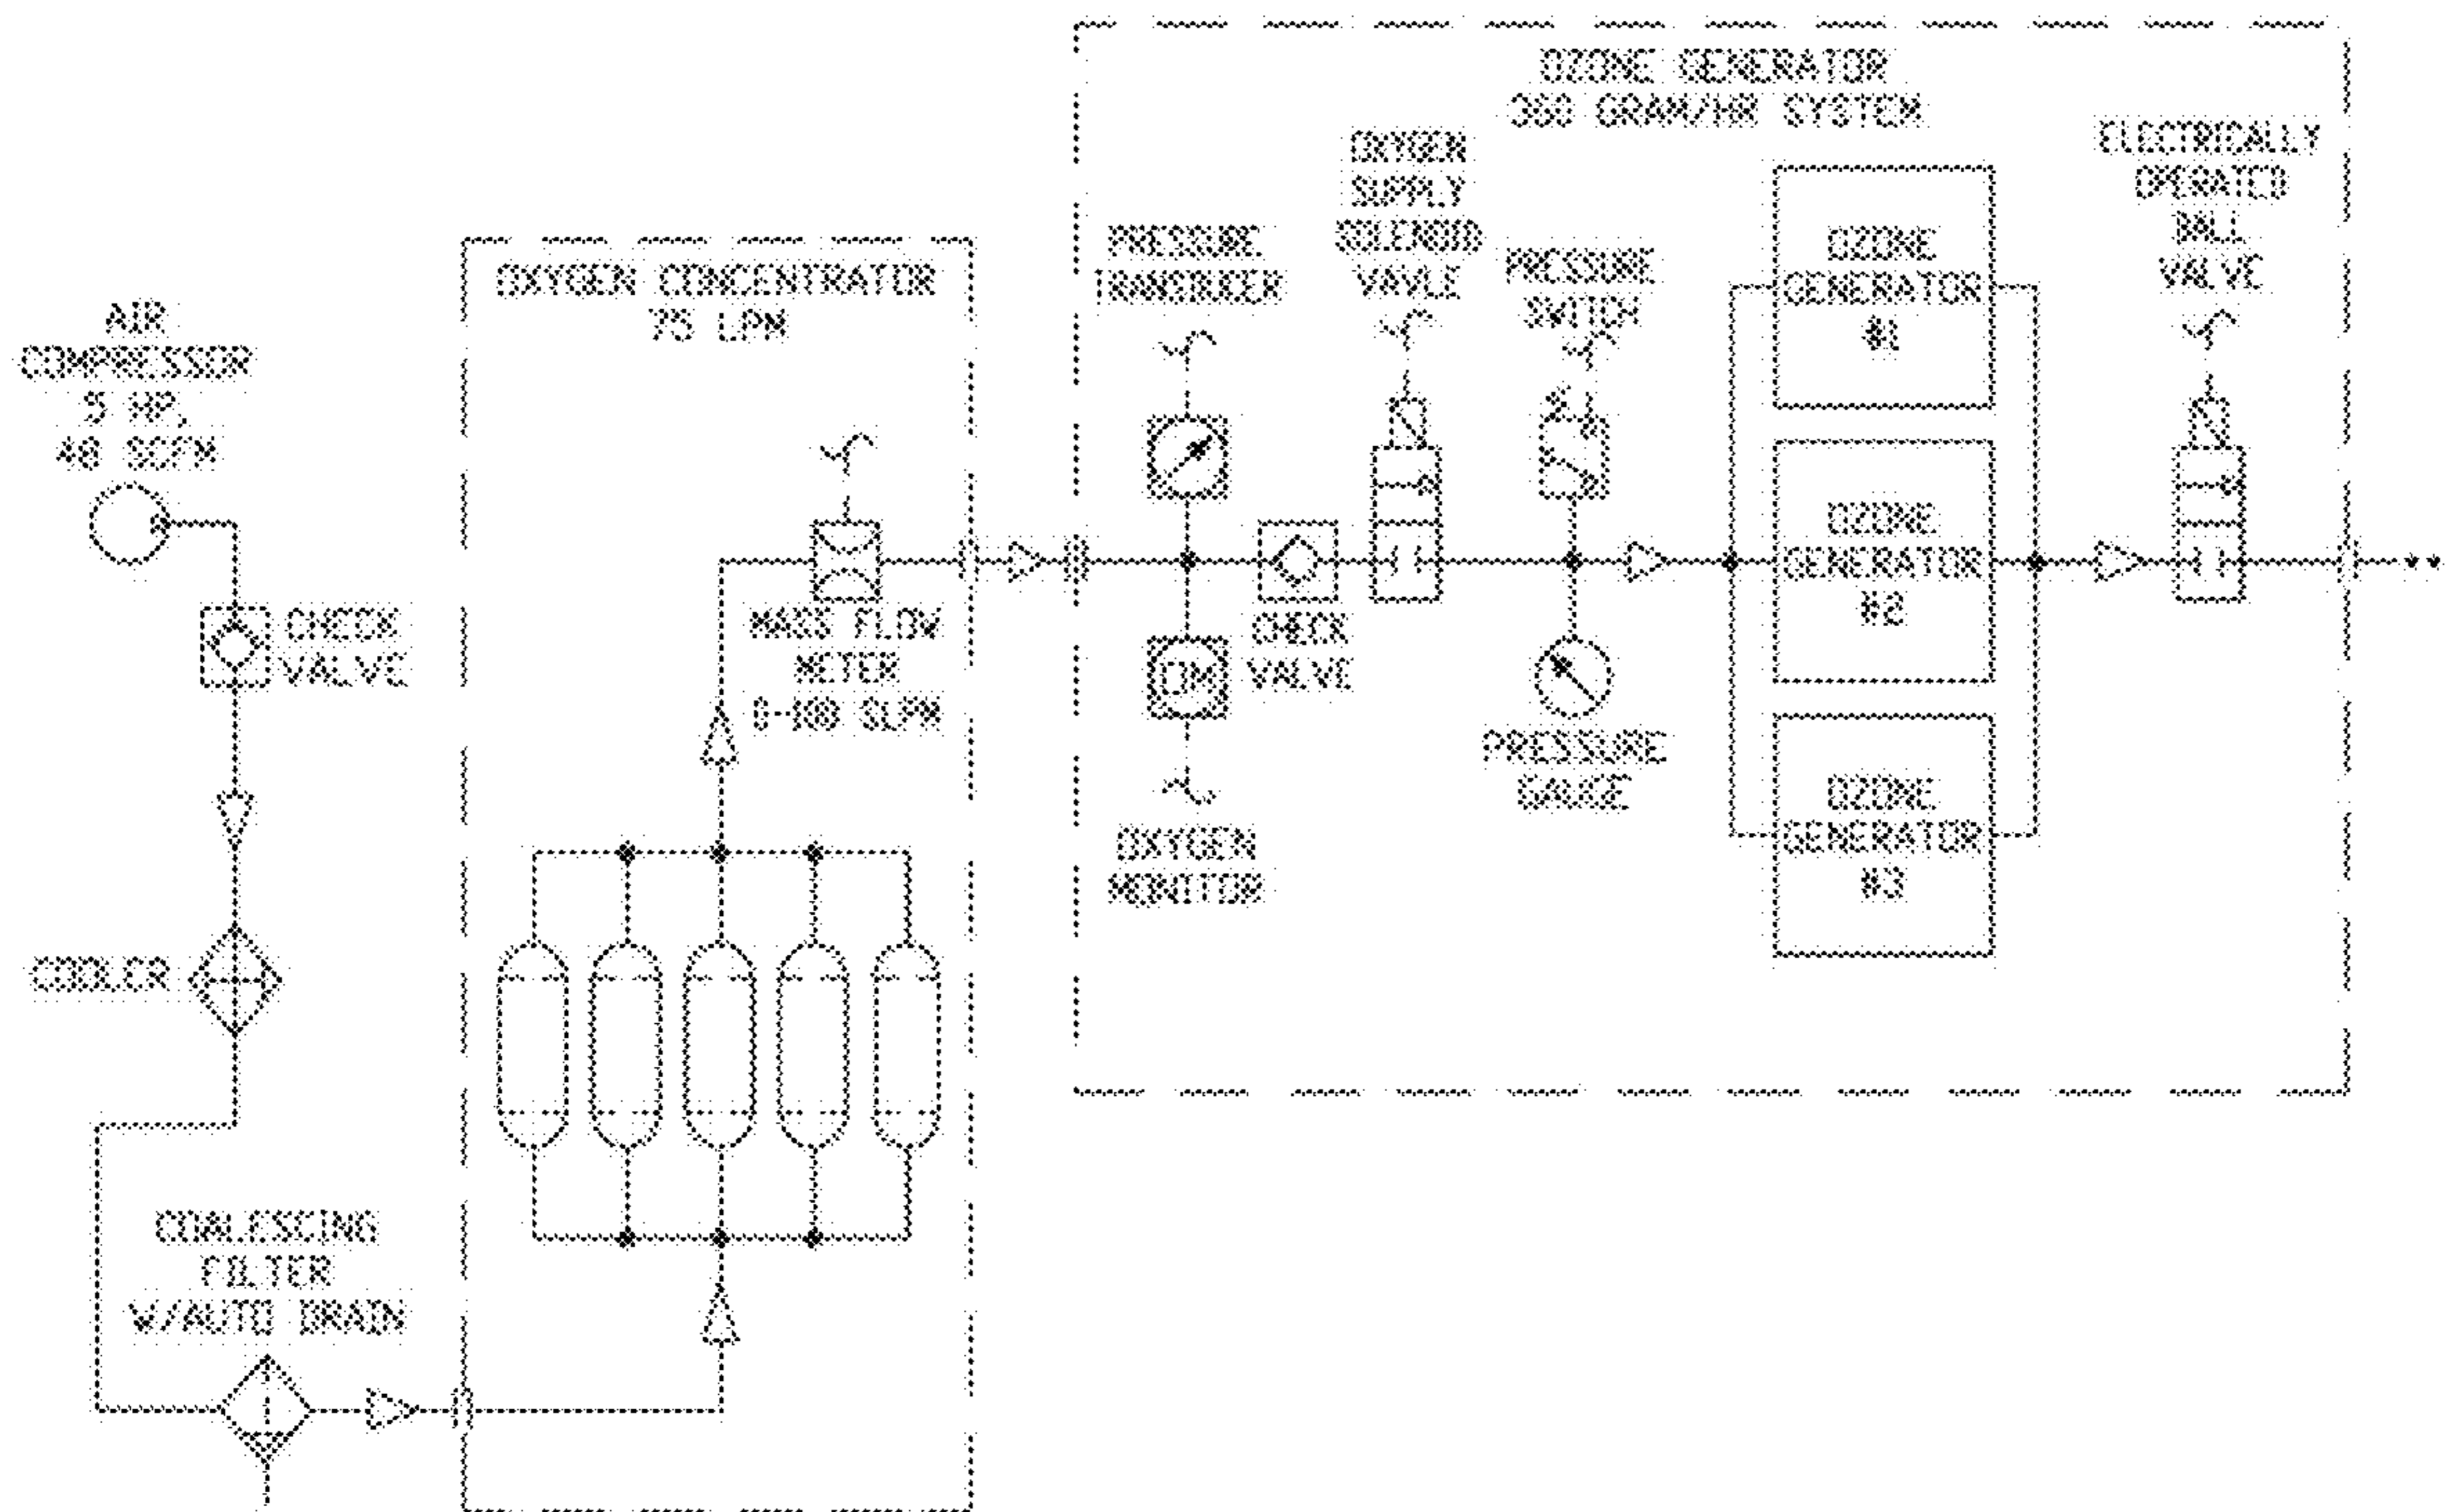 OZONE GENERATOR
360 GRAM/HR SYSTEM
OXYGEN
SUPPLY
SOLENOID
VAVLE
ELECTRICALLY
OPERATED
BALL
VALVE
PRESSURE
TRANSDUCER
PRESSURE
SWITCH
OZONE
GENERATOR
#1
OXYGEN CONCENTRATOR
75 LPM
AIR
COMPRESSOR
5 HP,
40 SCFM
OZONE
GENERATOR
#2
CHECK
VALVE
MASS FLOW
METER
0-100 SLPM
CHECK
VALVE
PRESSURE
GAUGE
OZONE
GENERATOR
#3
OXYGEN
MONITOR
COOLER
COALESCING
FILTER
W/AUTO DRAIN